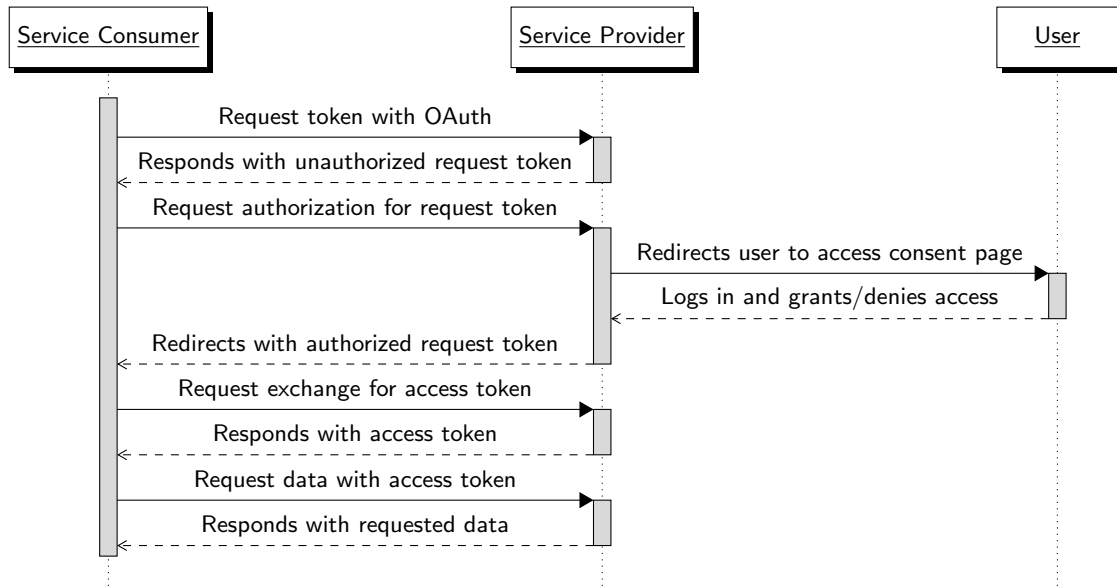 Service Consumer
Service Provider
User
Request token with OAuth
Responds with unauthorized request token
Request authorization for request token
Redirects user to access consent page
Logs in and grants/denies access
Redirects with authorized request token
Request exchange for access token
Responds with access token
Request data with access token
Responds with requested data